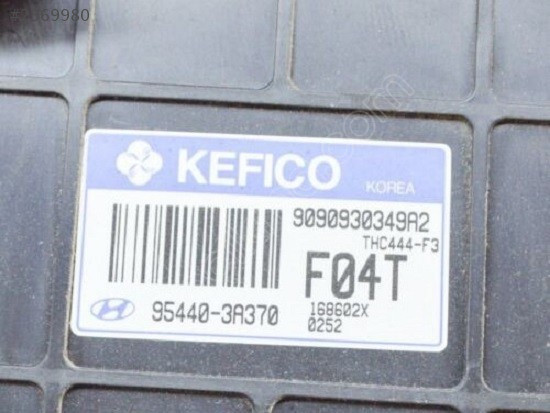 KEFICO KOREA
9090930349A2
THC444-F3
F04T
95440-3A370
168602X
0252